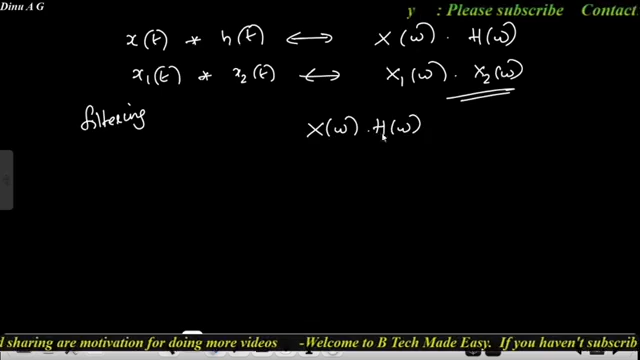 Dinu A G
y : Please subscribe Contact
x(t) * h(t) ⟷ X(ω) · H(ω)
x₁(t) * x₂(t) ⟷ X₁(ω) · X₂(ω)
filtering X(ω) · H(ω)
d sharing are motivation for doing more videos -Welcome to B Tech Made Easy. If you haven't subscrib